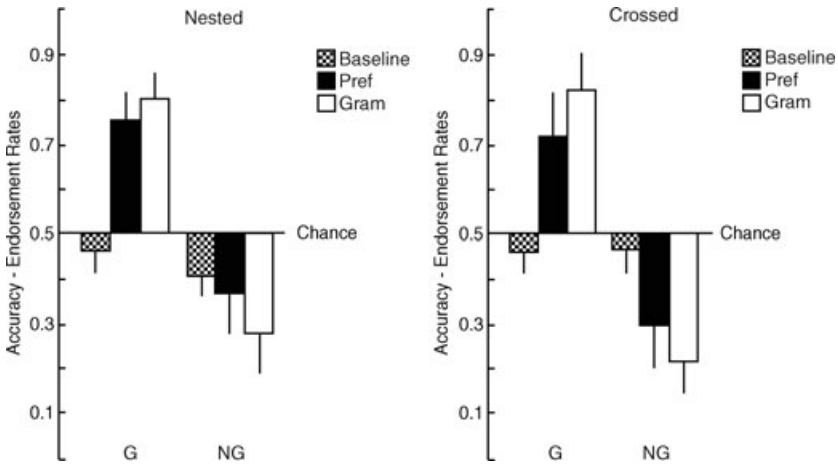 Nested
Accuracy - Endorsement Rates
0.9
0.7
0.5
0.3
0.1
Baseline
Pref
Gram
Chance
G
NG
Crossed
Accuracy - Endorsement Rates
0.9
0.7
0.5
0.3
0.1
Baseline
Pref
Gram
Chance
G
NG